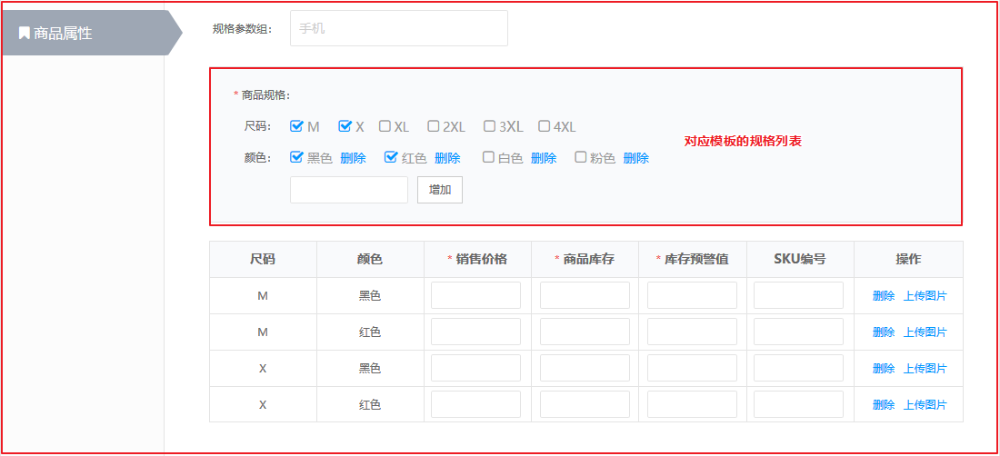 商品属性
规格参数组： 手机
* 商品规格：
尺码： M X XL 2XL 3XL 4XL
对应模板的规格列表
颜色： 黑色 删除 红色 删除 白色 删除 粉色 删除
增加
尺码 颜色 * 销售价格 * 商品库存 * 库存预警值 SKU编号 操作
M 黑色 删除 上传图片
M 红色 删除 上传图片
X 黑色 删除 上传图片
X 红色 删除 上传图片